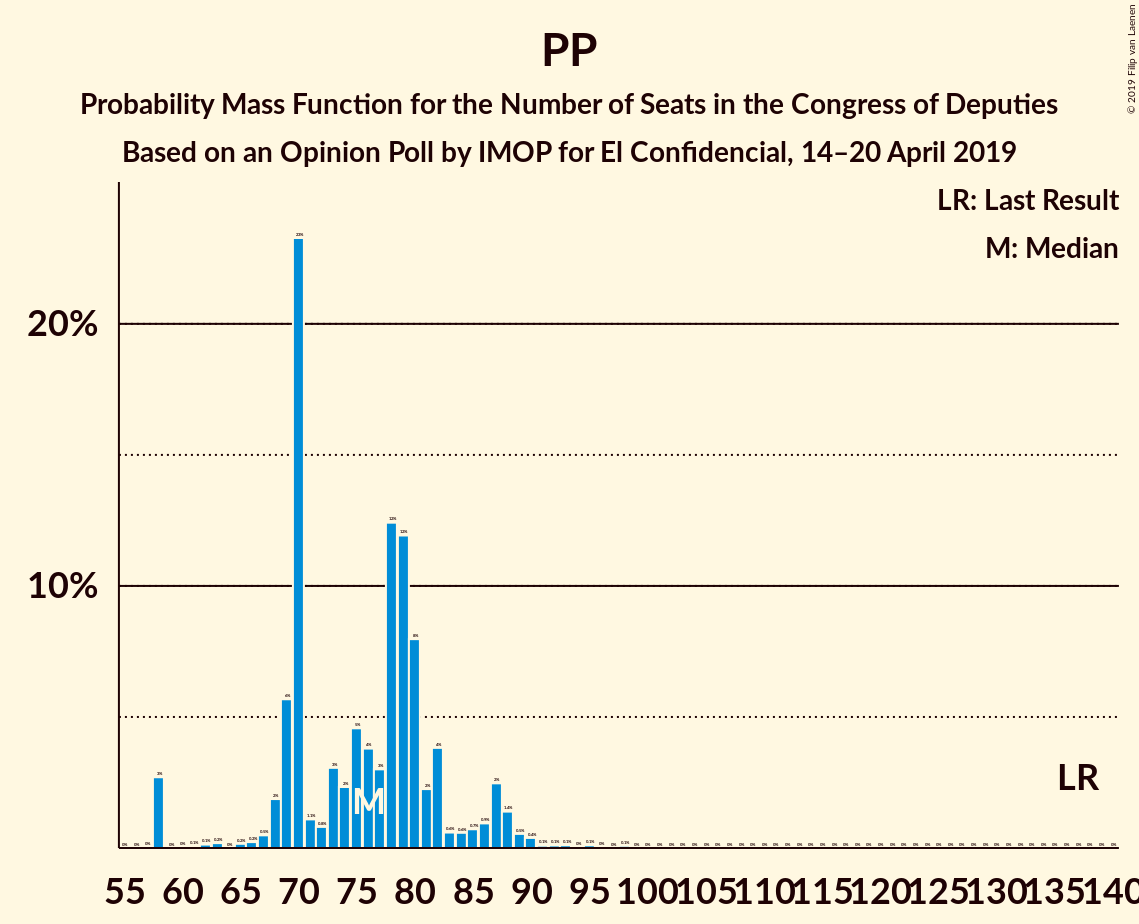 PP
Probability Mass Function for the Number of Seats in the Congress of Deputies
Based on an Opinion Poll by IMOP for El Confidencial, 14–20 April 2019
© 2019 Filip van Laenen
LR: Last Result
M: Median
20%
10%
M
LR
55 60 65 70 75 80 85 90 95 100 105 110 115 120 125 130 135 140